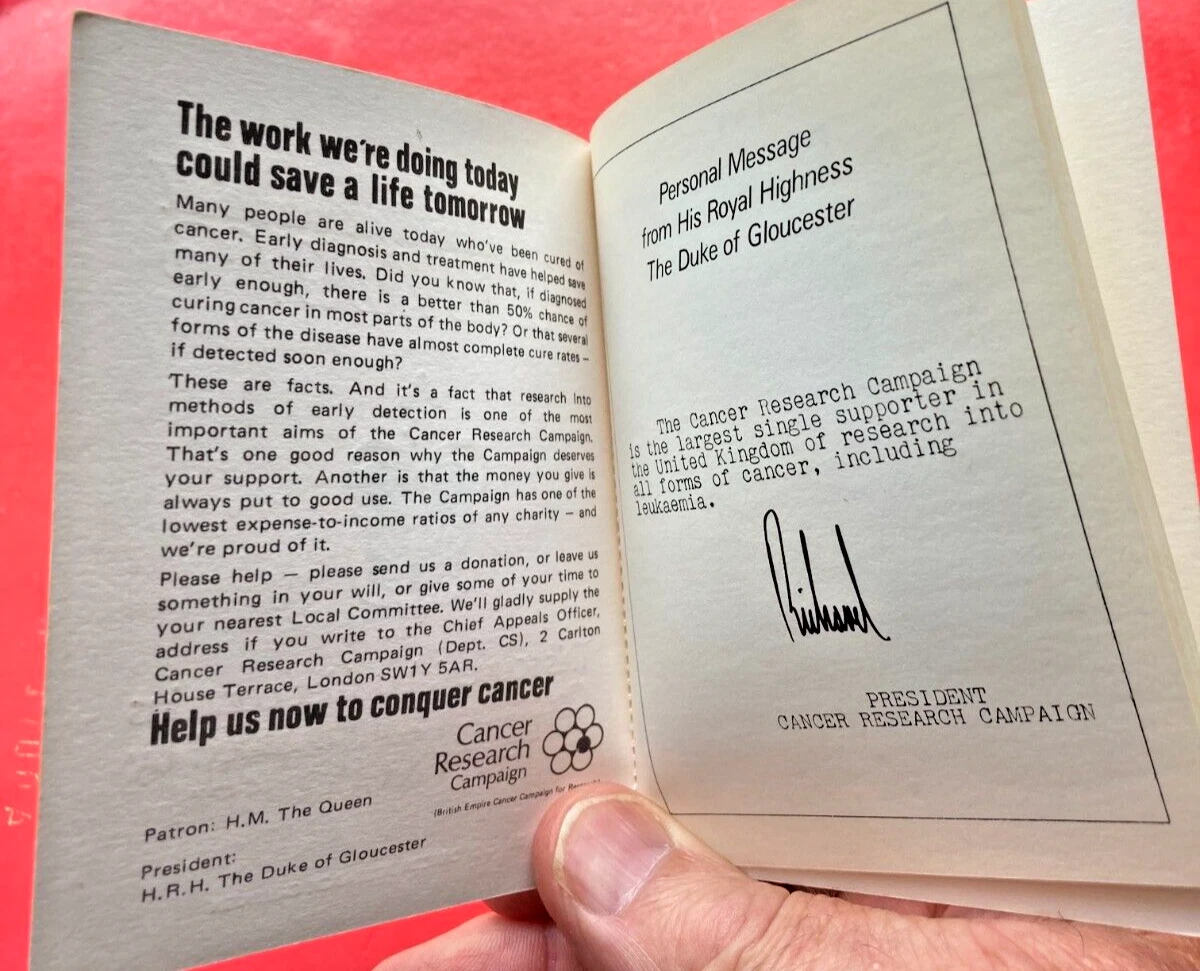 The work we're doing today
could save a life tomorrow
Many people are alive today who've been cured of
cancer. Early diagnosis and treatment have helped save
many of their lives. Did you know that, if diagnosed
early enough, there is a better than 50% chance of
curing cancer in most parts of the body? Or that several
forms of the disease have almost complete cure rates –
if detected soon enough?
These are facts. And it's a fact that research into
methods of early detection is one of the most
important aims of the Cancer Research Campaign.
That's one good reason why the Campaign deserves
your support. Another is that the money you give is
always put to good use. The Campaign has one of the
lowest expense-to-income ratios of any charity – and
we're proud of it.
Please help – please send us a donation, or leave us
something in your will, or give some of your time to
your nearest Local Committee. We'll gladly supply the
address if you write to the Chief Appeals Officer,
Cancer Research Campaign (Dept. CS), 2 Carlton
House Terrace, London SW1Y 5AR.
Help us now to conquer cancer
Cancer
Research
Campaign
(British Empire Cancer Campaign for
Patron: H.M. The Queen
President:
H.R.H. The Duke of Gloucester
Personal Message
from His Royal Highness
The Duke of Gloucester
The Cancer Research Campaign
is the largest single supporter in
the United Kingdom of research into
all forms of cancer, including
leukaemia.
Richard
PRESIDENT
CANCER RESEARCH CAMPAIGN